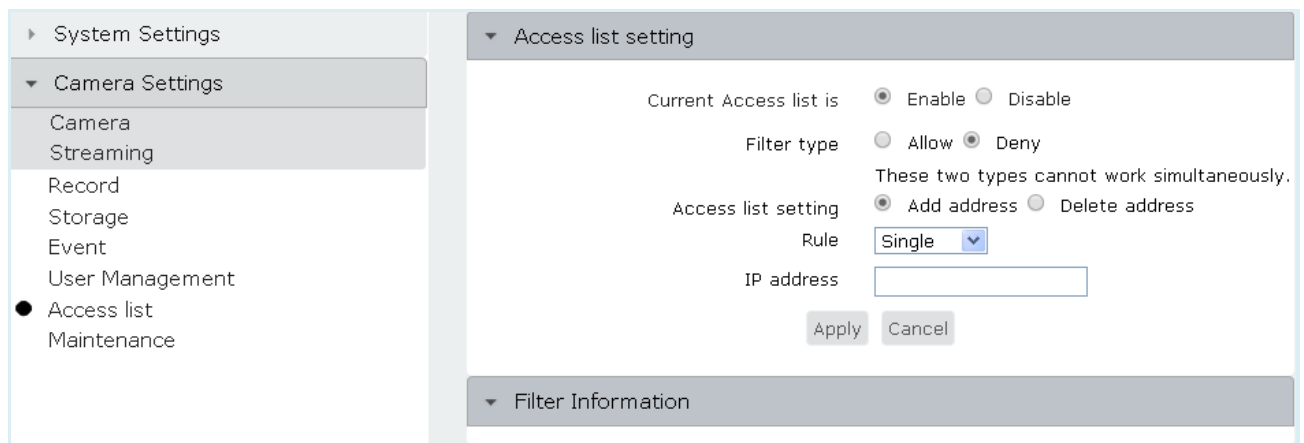 System Settings
Camera Settings
Camera
Streaming
Record
Storage
Event
User Management
Access list
Maintenance
Access list setting
Current Access list is Enable Disable
Filter type Allow Deny
These two types cannot work simultaneously.
Access list setting Add address Delete address
Rule Single
IP address
Apply Cancel
Filter Information